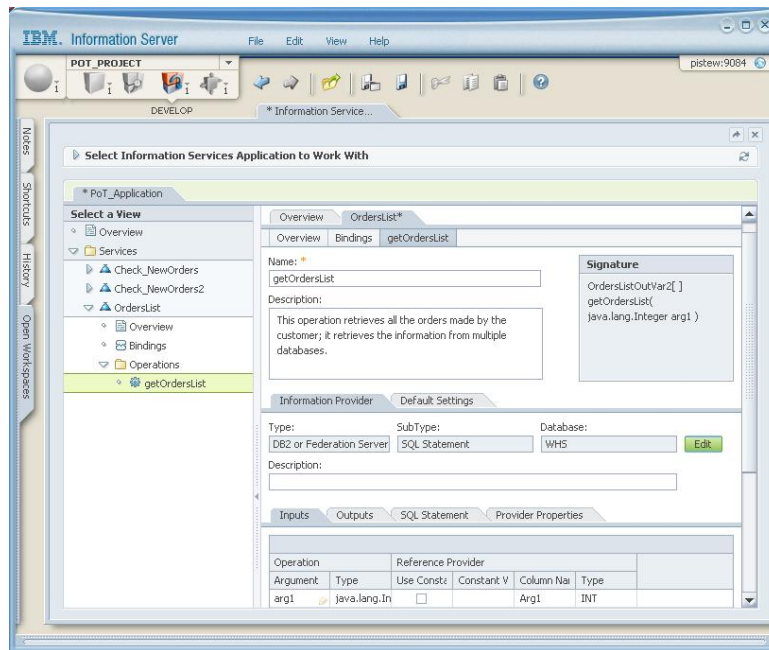 IBM. Information Server
File Edit View Help
POT_PROJECT
pistew:9084
DEVELOP
* Information Service...
Notes
Shortcuts
History
Open Workspaces
Select Information Services Application to Work With
* PoT_Application
Select a View
Overview
Services
Check_NewOrders
Check_NewOrders2
OrdersList
Overview
Bindings
Operations
getOrdersList
Overview OrdersList*
Overview Bindings getOrdersList
Name: *
getOrdersList
Description:
This operation retrieves all the orders made by the
customer; it retrieves the information from multiple
databases.
Signature
OrdersListOutVar2[ ]
getOrdersList(
java.lang.Integer arg1 )
Information Provider Default Settings
Type: SubType: Database:
DB2 or Federation Server SQL Statement WHS Edit
Description:
Inputs Outputs SQL Statement Provider Properties
Operation Reference Provider
Argument Type Use Consta Constant V Column Nar Type
arg1 java.lang.In Arg1 INT